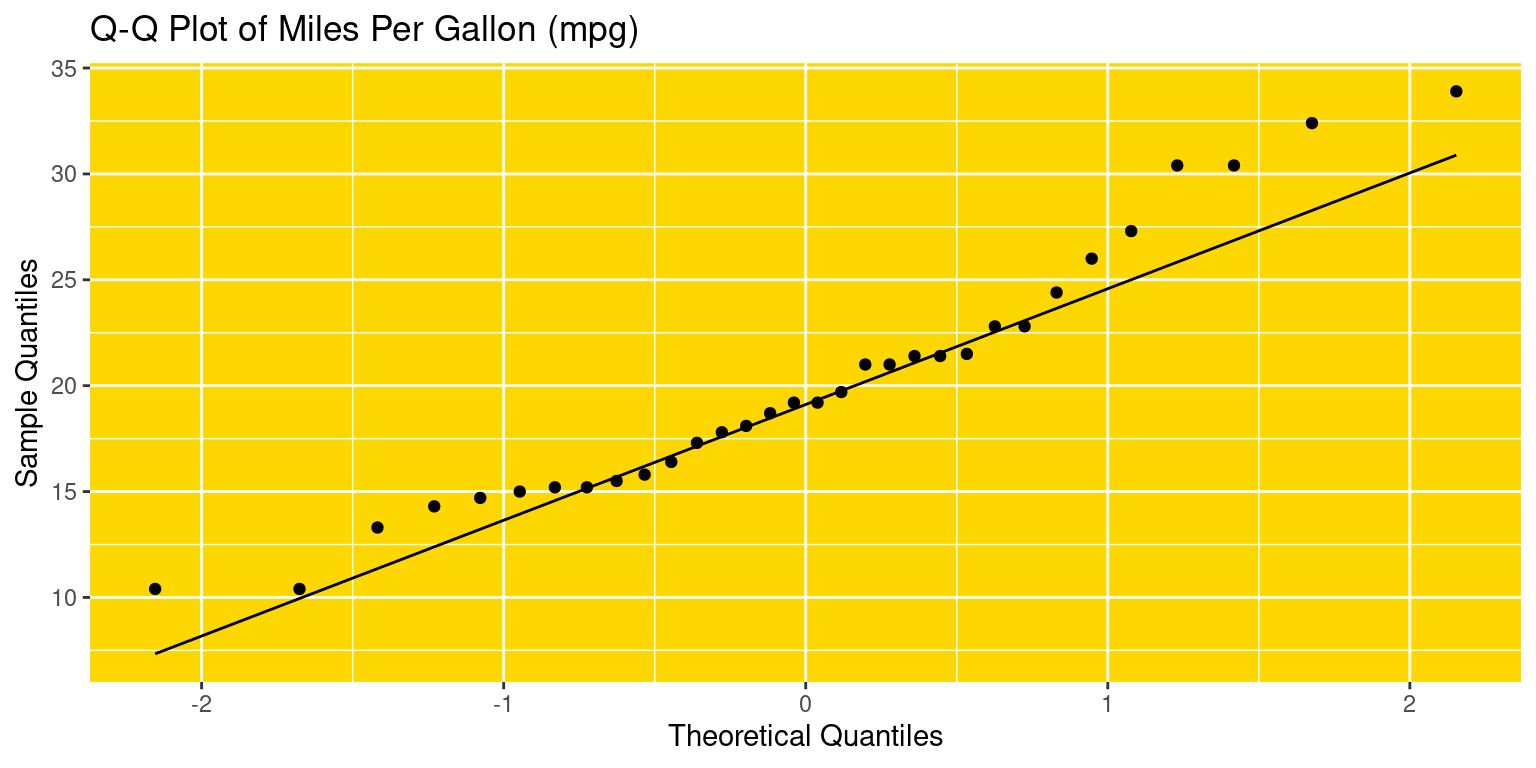 Q-Q Plot of Miles Per Gallon (mpg)
35
30
25
20
15
10
Sample Quantiles
-2 -1 0 1 2
Theoretical Quantiles